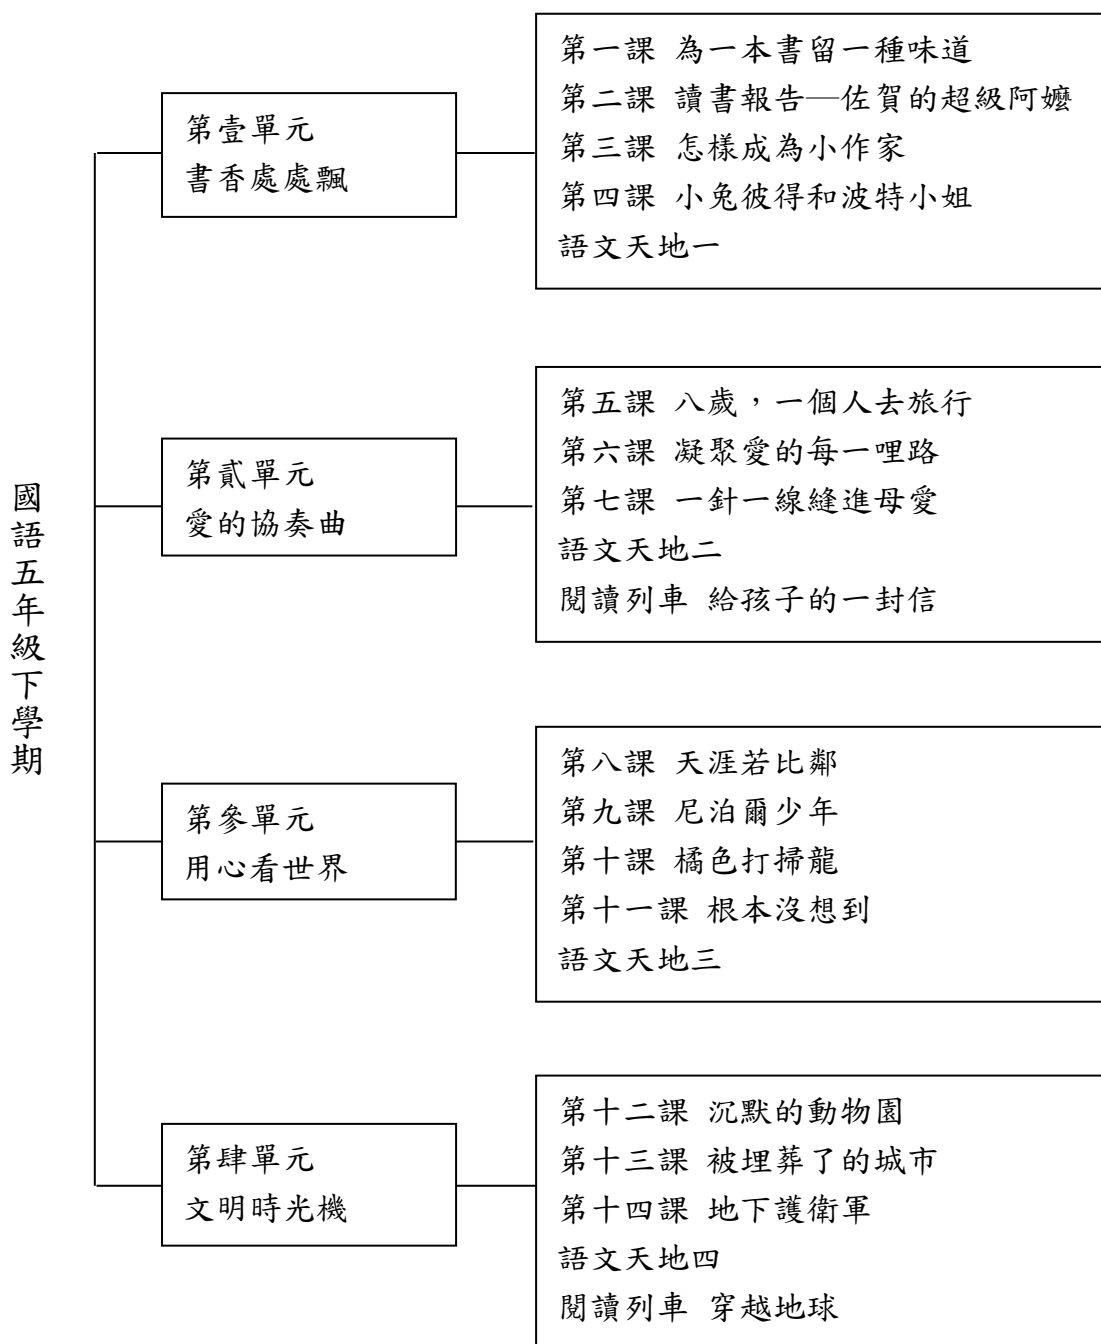 國語五年級下學期
第壹單元
書香處處飄
第一課 為一本書留一種味道
第二課 讀書報告—佐賀的超級阿嬤
第三課 怎樣成為小作家
第四課 小兔彼得和波特小姐
語文天地一
第貳單元
愛的協奏曲
第五課 八歲，一個人去旅行
第六課 凝聚愛的每一哩路
第七課 一針一線縫進母愛
語文天地二
閱讀列車 給孩子的一封信
第參單元
用心看世界
第八課 天涯若比鄰
第九課 尼泊爾少年
第十課 橘色打掃龍
第十一課 根本沒想到
語文天地三
第肆單元
文明時光機
第十二課 沉默的動物園
第十三課 被埋葬了的城市
第十四課 地下護衛軍
語文天地四
閱讀列車 穿越地球